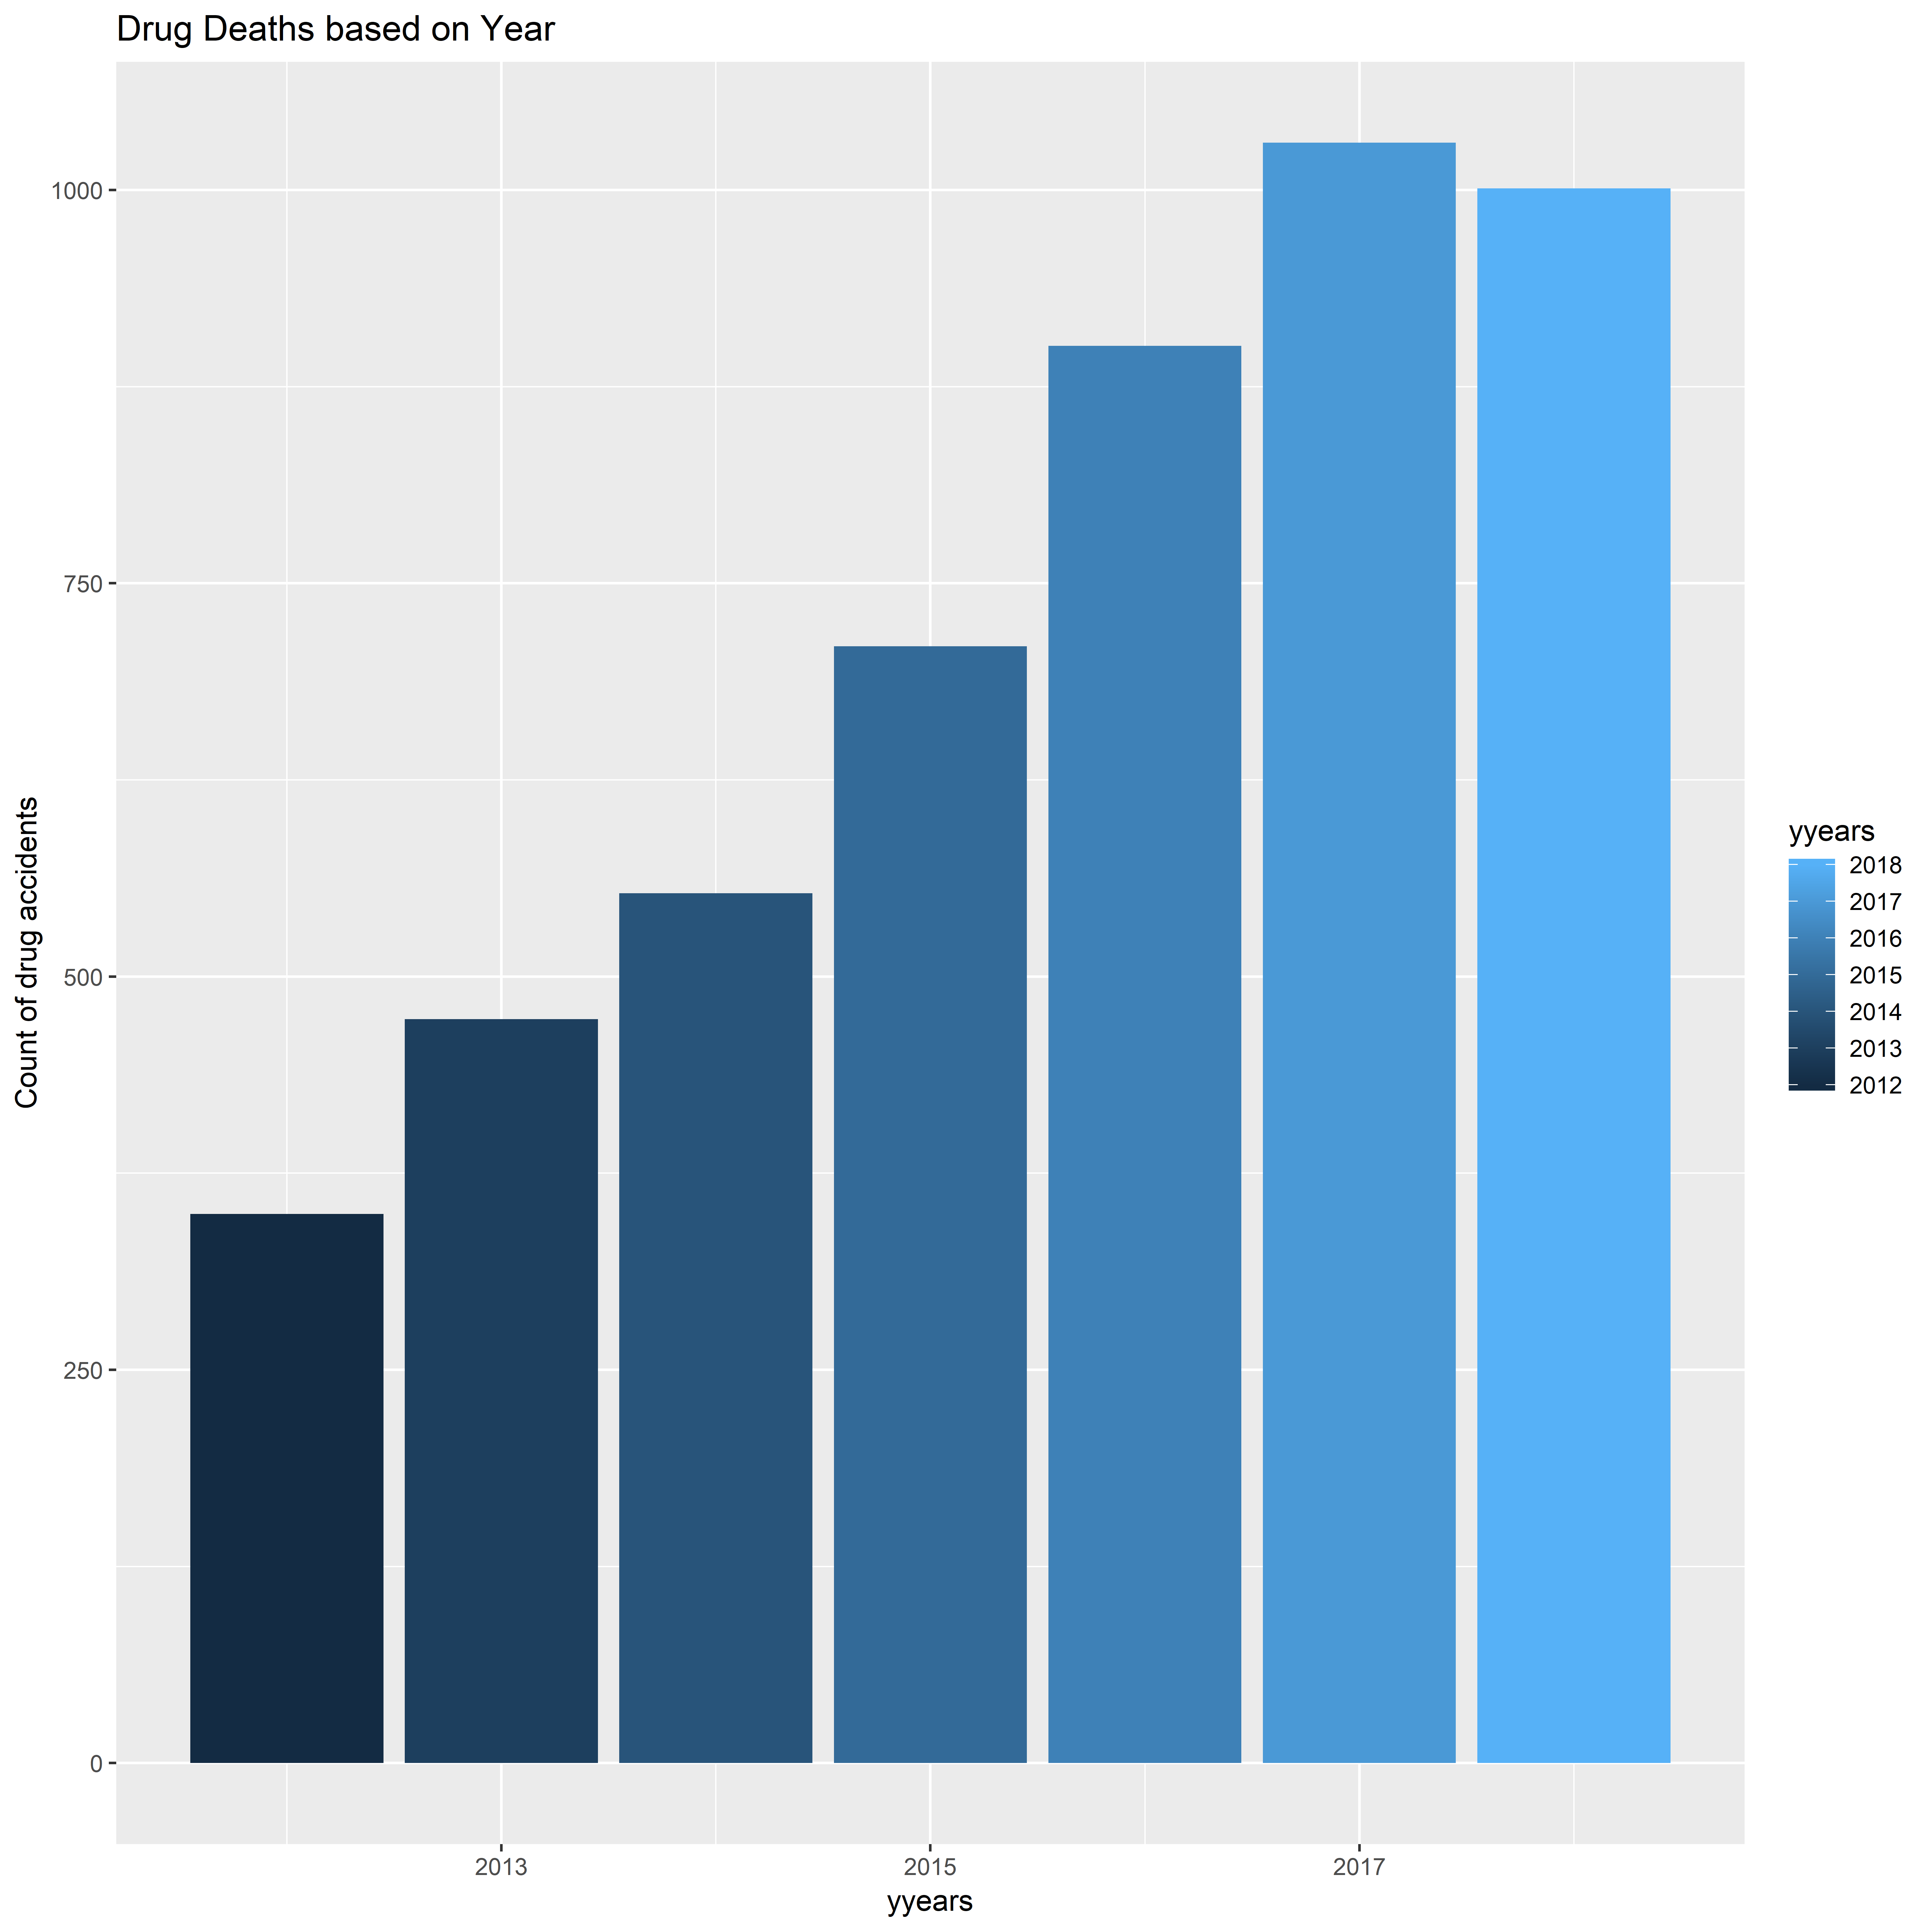 Drug Deaths based on Year
Count of drug accidents
1000
750
500
250
0
2013 2015 2017
yyears
yyears
2018
2017
2016
2015
2014
2013
2012